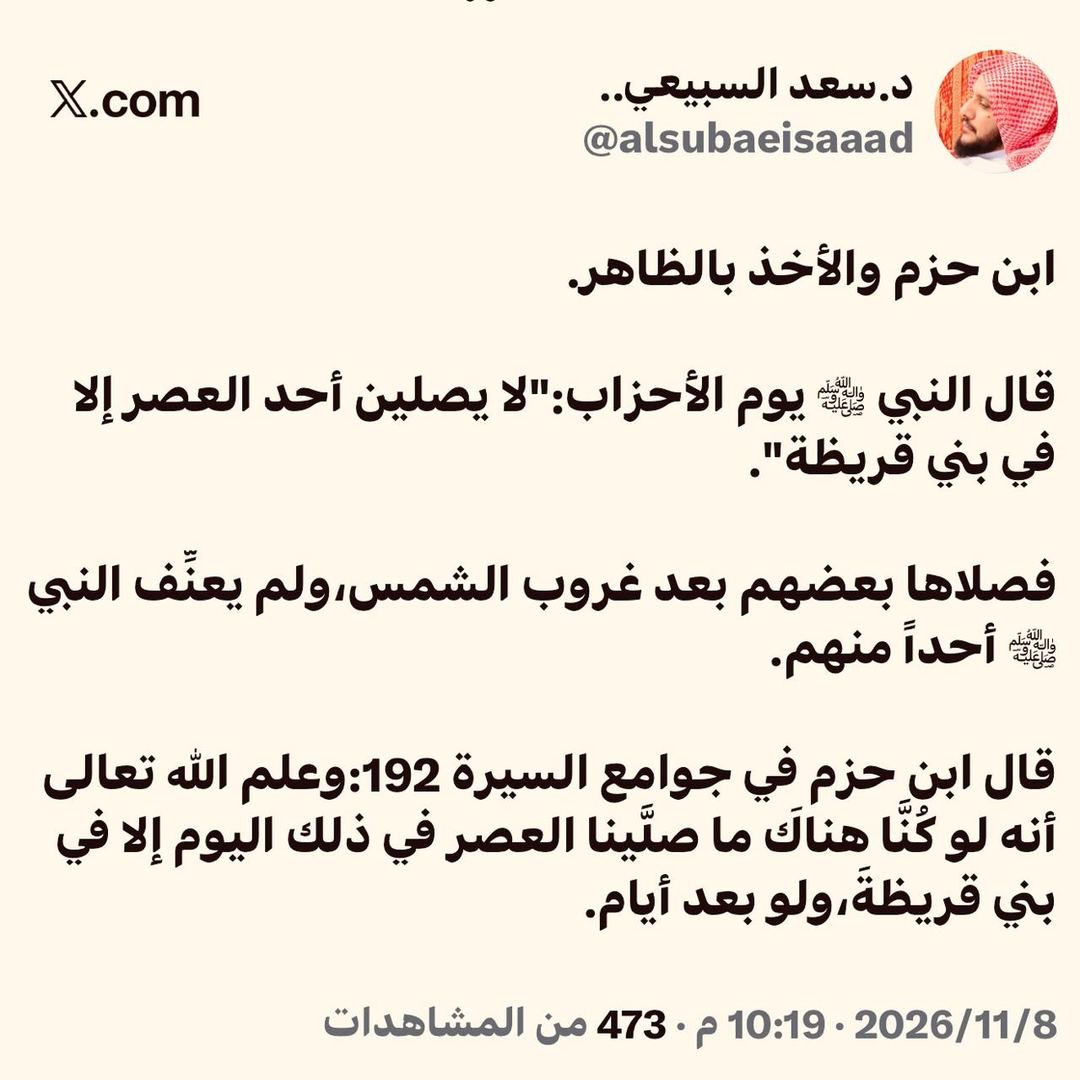 د.سعد السبيعي..
𝕏.com
@alsubaeisaaad
ابن حزم والأخذ بالظاهر.
قال النبي ﷺ يوم الأحزاب:"لا يصلين أحد العصر إلا
في بني قريظة".
فصلاها بعضهم بعد غروب الشمس،ولم يعنِّف النبي
ﷺ أحداً منهم.
قال ابن حزم في جوامع السيرة 192:وعلم الله تعالى
أنه لو كُنَّا هناكَ ما صلَّينا العصر في ذلك اليوم إلا في
بني قريظةَ،ولو بعد أيام.
2026/11/8 · 10:19 م · 473 من المشاهدات